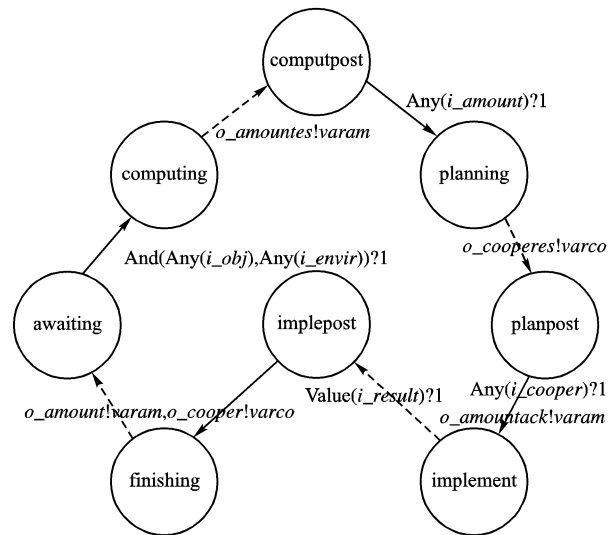 computpost
Any(i_amount)?1
o_amountes!varam
computing
planning
o_cooperes!varco
And(Any(i_obj),Any(i_envir))?1
awaiting
implepost
planpost
Value(i_result)?1
Any(i_cooper)?1
o_amount!varam,o_cooper!varco
o_amountack!varam
finishing
implement